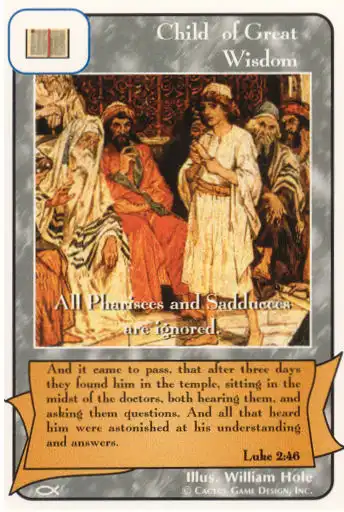 Child of Great
Wisdom
All Pharisees and Sadducees
are ignored.
And it came to pass, that after three days
they found him in the temple, sitting in the
midst of the doctors, both hearing them, and
asking them questions. And all that heard
him were astonished at his understanding
and answers.
Luke 2:46
Illus. William Hole
© Cactus Game Design, Inc.